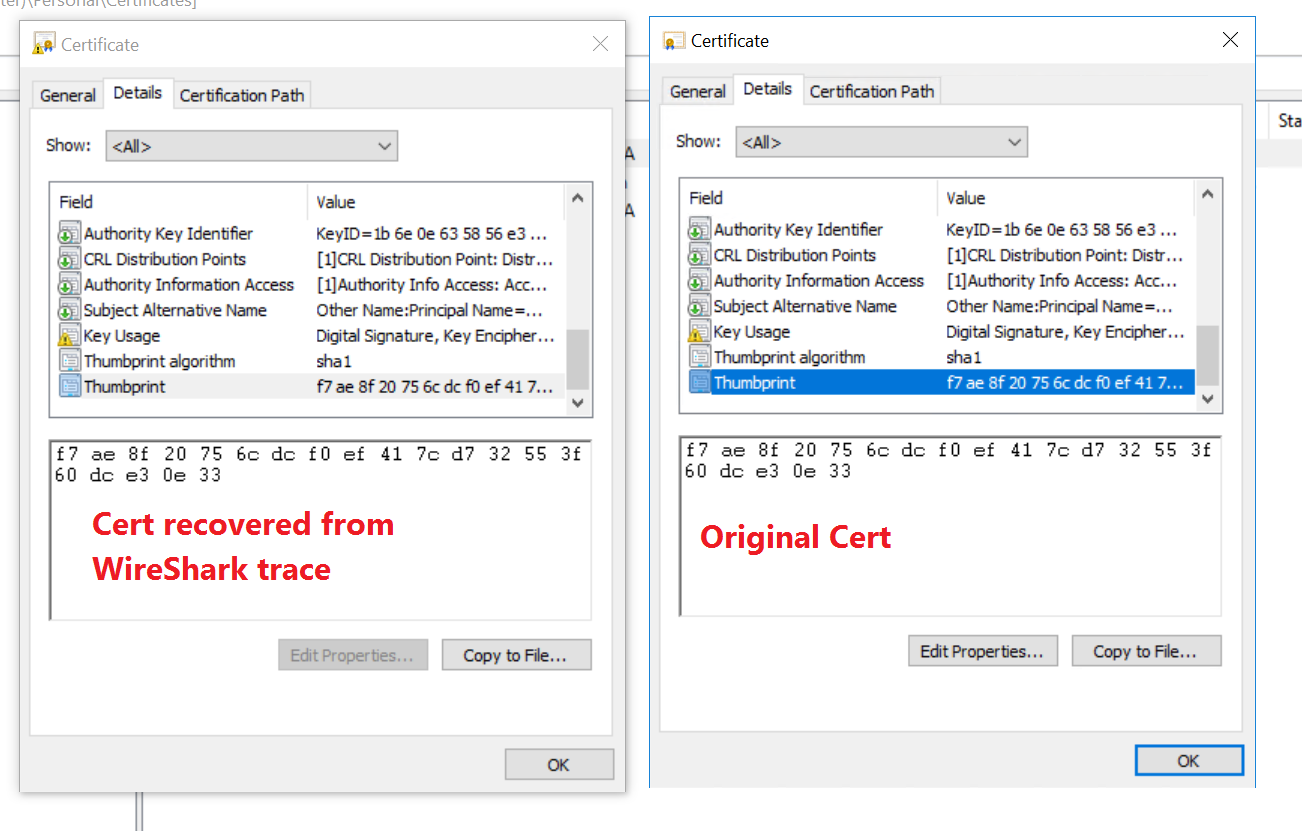 ter)\Personal\Certificates]
Certificate
General Details Certification Path
Show: <All>
Field Value
Authority Key Identifier KeyID=1b 6e 0e 63 58 56 e3 ...
CRL Distribution Points [1]CRL Distribution Point: Distr...
Authority Information Access [1]Authority Info Access: Acc...
Subject Alternative Name Other Name:Principal Name=...
Key Usage Digital Signature, Key Encipher...
Thumbprint algorithm sha1
Thumbprint f7 ae 8f 20 75 6c dc f0 ef 41 7...
f7 ae 8f 20 75 6c dc f0 ef 41 7c d7 32 55 3f
60 dc e3 0e 33
Cert recovered from
WireShark trace
Edit Properties... Copy to File...
OK
A
A
Certificate
General Details Certification Path
Show: <All>
Field Value
Authority Key Identifier KeyID=1b 6e 0e 63 58 56 e3 ...
CRL Distribution Points [1]CRL Distribution Point: Distr...
Authority Information Access [1]Authority Info Access: Acc...
Subject Alternative Name Other Name:Principal Name=...
Key Usage Digital Signature, Key Encipher...
Thumbprint algorithm sha1
Thumbprint f7 ae 8f 20 75 6c dc f0 ef 41 7...
f7 ae 8f 20 75 6c dc f0 ef 41 7c d7 32 55 3f
60 dc e3 0e 33
Original Cert
Edit Properties... Copy to File...
OK
Sta